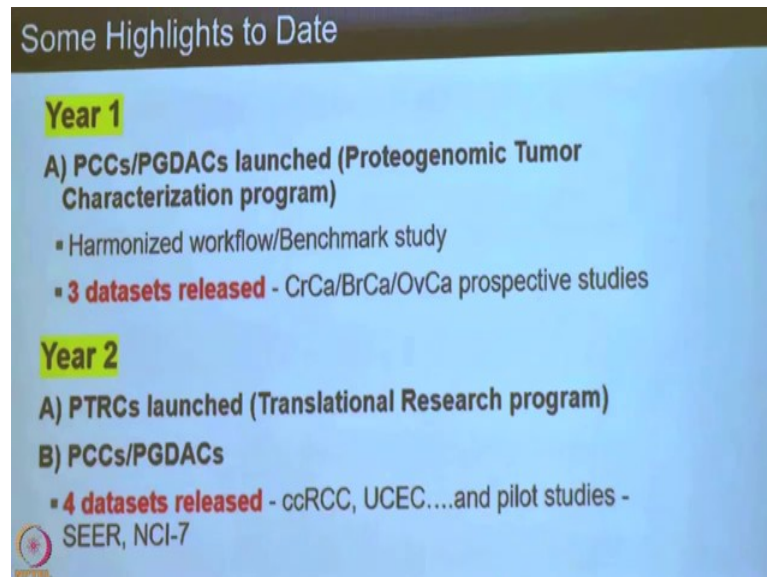 Some Highlights to Date
Year 1
A) PCCs/PGDACs launched (Proteogenomic Tumor
Characterization program)
▪ Harmonized workflow/Benchmark study
▪ 3 datasets released - CrCa/BrCa/OvCa prospective studies
Year 2
A) PTRCs launched (Translational Research program)
B) PCCs/PGDACs
▪ 4 datasets released - ccRCC, UCEC....and pilot studies -
SEER, NCI-7